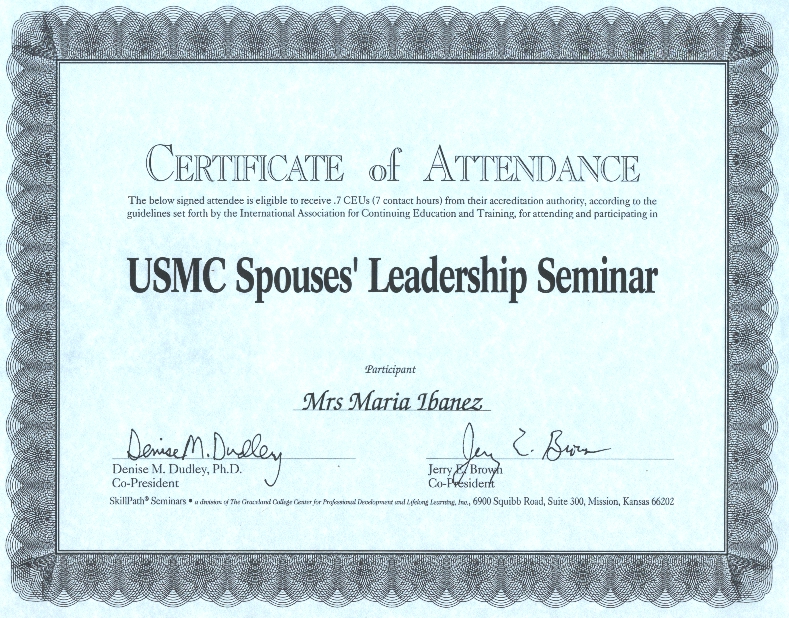 CERTIFICATE of ATTENDANCE
The below signed attendee is eligible to receive .7 CEUs (7 contact hours) from their accreditation authority, according to the
guidelines set forth by the International Association for Continuing Education and Training, for attending and participating in
USMC Spouses' Leadership Seminar
Participant
Mrs Maria Ibanez
Denise M. Dudley Jerry E. Brown
Denise M. Dudley, Ph.D. Jerry E. Brown
Co-President Co-President
SkillPath® Seminars • a division of The Graceland College Center for Professional Development and Lifelong Learning, Inc., 6900 Squibb Road, Suite 300, Mission, Kansas 66202